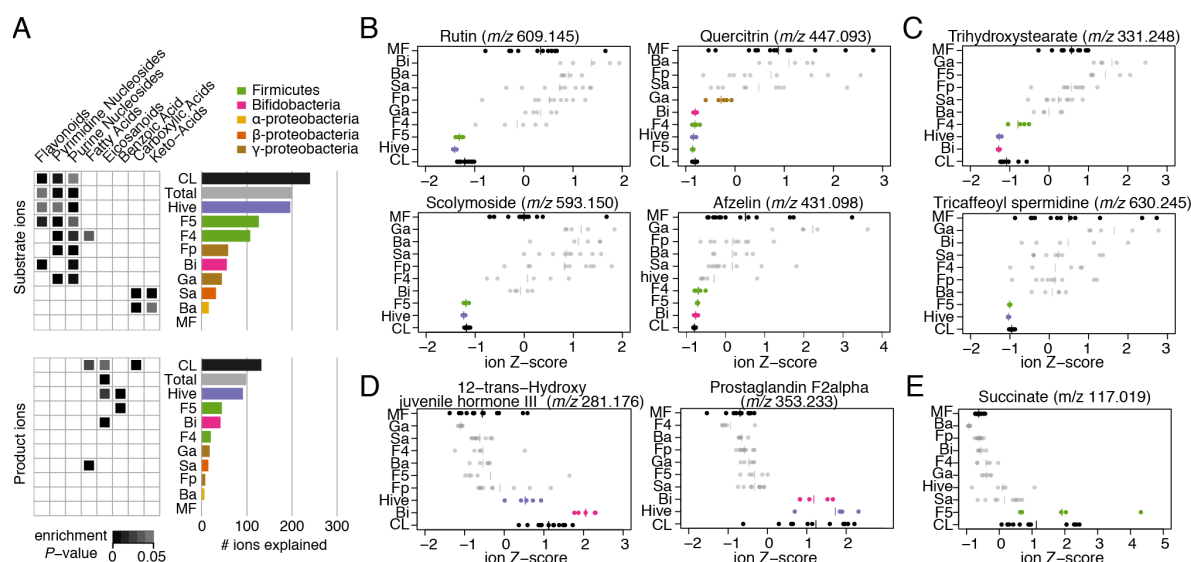 A
Flavonoids
Pyrimidine Nucleosides
Purine Nucleosides
Fatty Acids
Eicosanoids
Benzoic Acid
Carboxylic Acids
Keto-Acids
Firmicutes
Bifidobacteria
α-proteobacteria
β-proteobacteria
γ-proteobacteria
Substrate ions
CL
Total
Hive
F5
F4
Fp
Bi
Ga
Sa
Ba
MF
Product ions
CL
Total
Hive
F5
Bi
F4
Ga
Sa
Fp
Ba
MF
0 100 200 300
# ions explained
enrichment
P-value
0 0.05
B
Rutin (m/z 609.145)
MF
Bi
Ba
Sa
Fp
Ga
F4
F5
Hive
CL
−2 −1 0 1 2
Quercitrin (m/z 447.093)
MF
Ba
Fp
Sa
Ga
Bi
F4
Hive
F5
CL
−1 0 1 2 3
Scolymoside (m/z 593.150)
MF
Ga
Ba
Sa
Fp
F4
Bi
F5
Hive
CL
−2 −1 0 1 2
ion Z−score
Afzelin (m/z 431.098)
MF
Ga
Fp
Ba
Sa
hive
F4
F5
Bi
CL
−1 0 1 2 3 4
ion Z−score
C
Trihydroxystearate (m/z 331.248)
MF
Ga
F5
Fp
Sa
Ba
F4
Hive
Bi
CL
−2 −1 0 1 2 3
Tricaffeoyl spermidine (m/z 630.245)
MF
Ga
Bi
Sa
F4
Fp
Ba
F5
Hive
CL
−2 −1 0 1 2 3
ion Z−score
D
12−trans−Hydroxy
juvenile hormone III (m/z 281.176)
MF
Ga
Sa
F4
Ba
F5
Fp
Hive
Bi
CL
−2 −1 0 1 2 3
ion Z−score
Prostaglandin F2alpha
(m/z 353.233)
MF
F4
Ba
Fp
Ga
F5
Sa
Bi
Hive
CL
−2 −1 0 1 2
ion Z−score
E
Succinate (m/z 117.019)
MF
Ba
Fp
Bi
F4
Ga
Hive
Sa
F5
CL
−1 0 1 2 3 4 5
ion Z−score